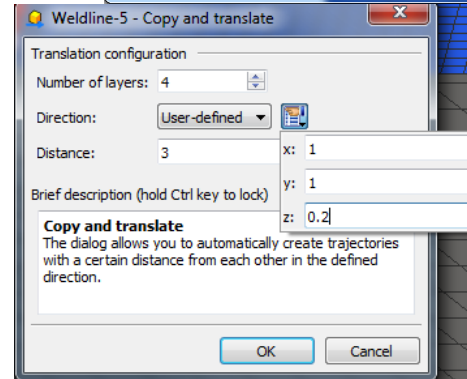 Weldline-5 - Copy and translate
Translation configuration
Number of layers: 4
Direction: User-defined
Distance: 3
x: 1
y: 1
z: 0.2
Brief description (hold Ctrl key to lock)
Copy and translate
The dialog allows you to automatically create trajectories
with a certain distance from each other in the defined
direction.
OK Cancel